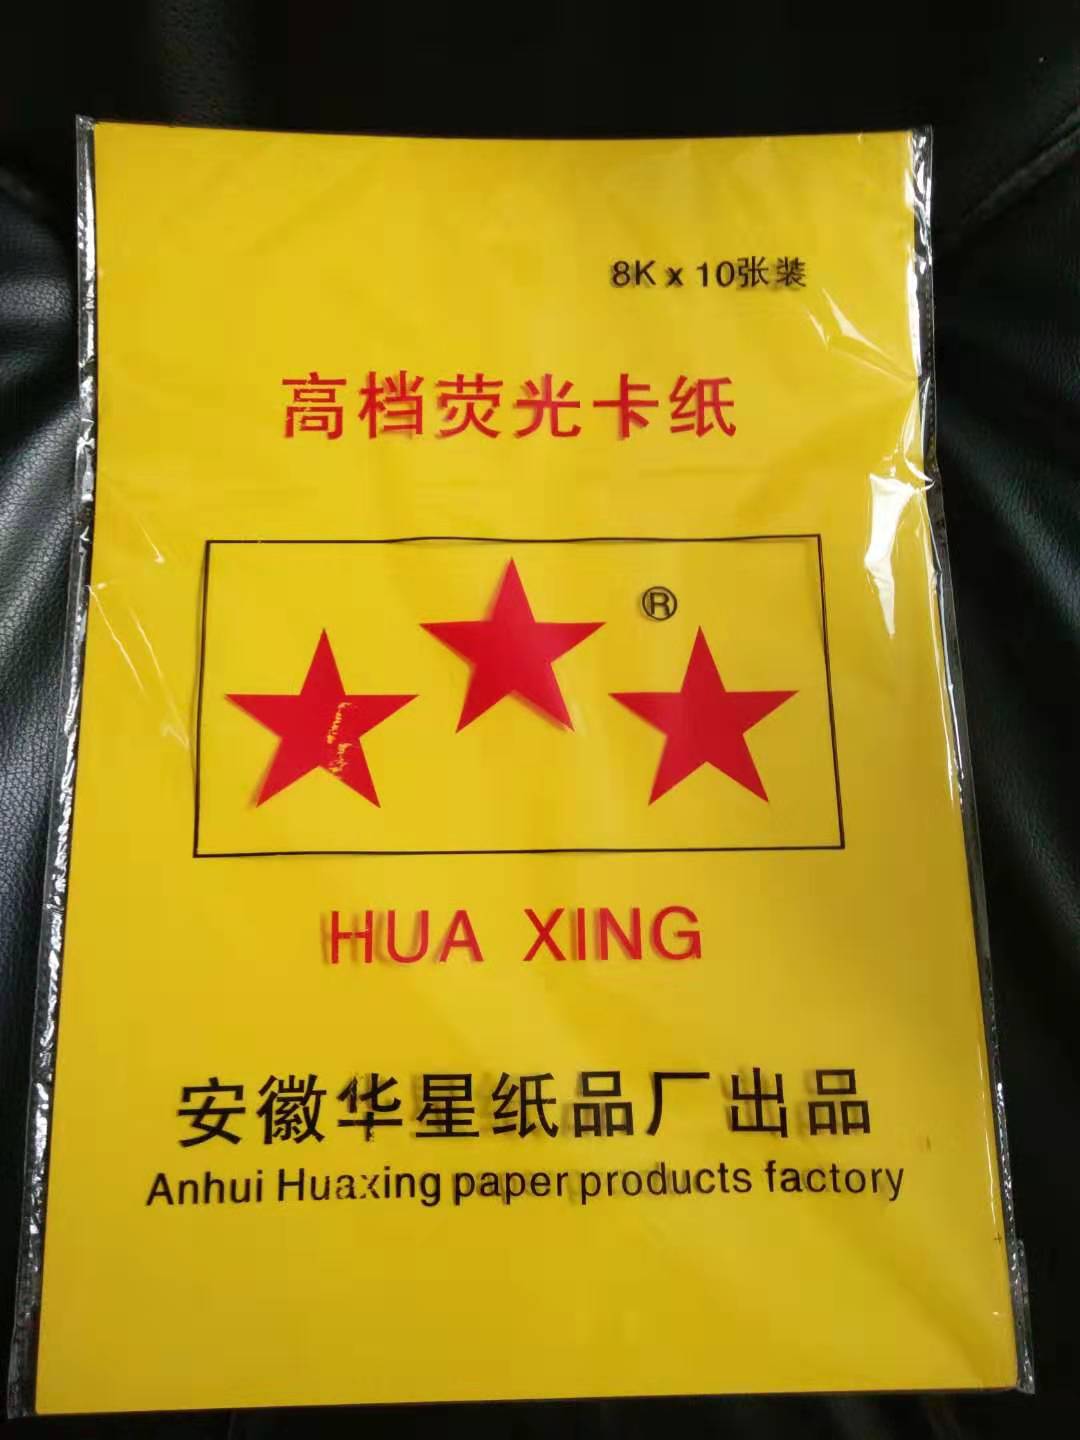 8K x 10张装
高档荧光卡纸
®
HUA XING
安徽华星纸品厂出品
Anhui Huaxing paper products factory